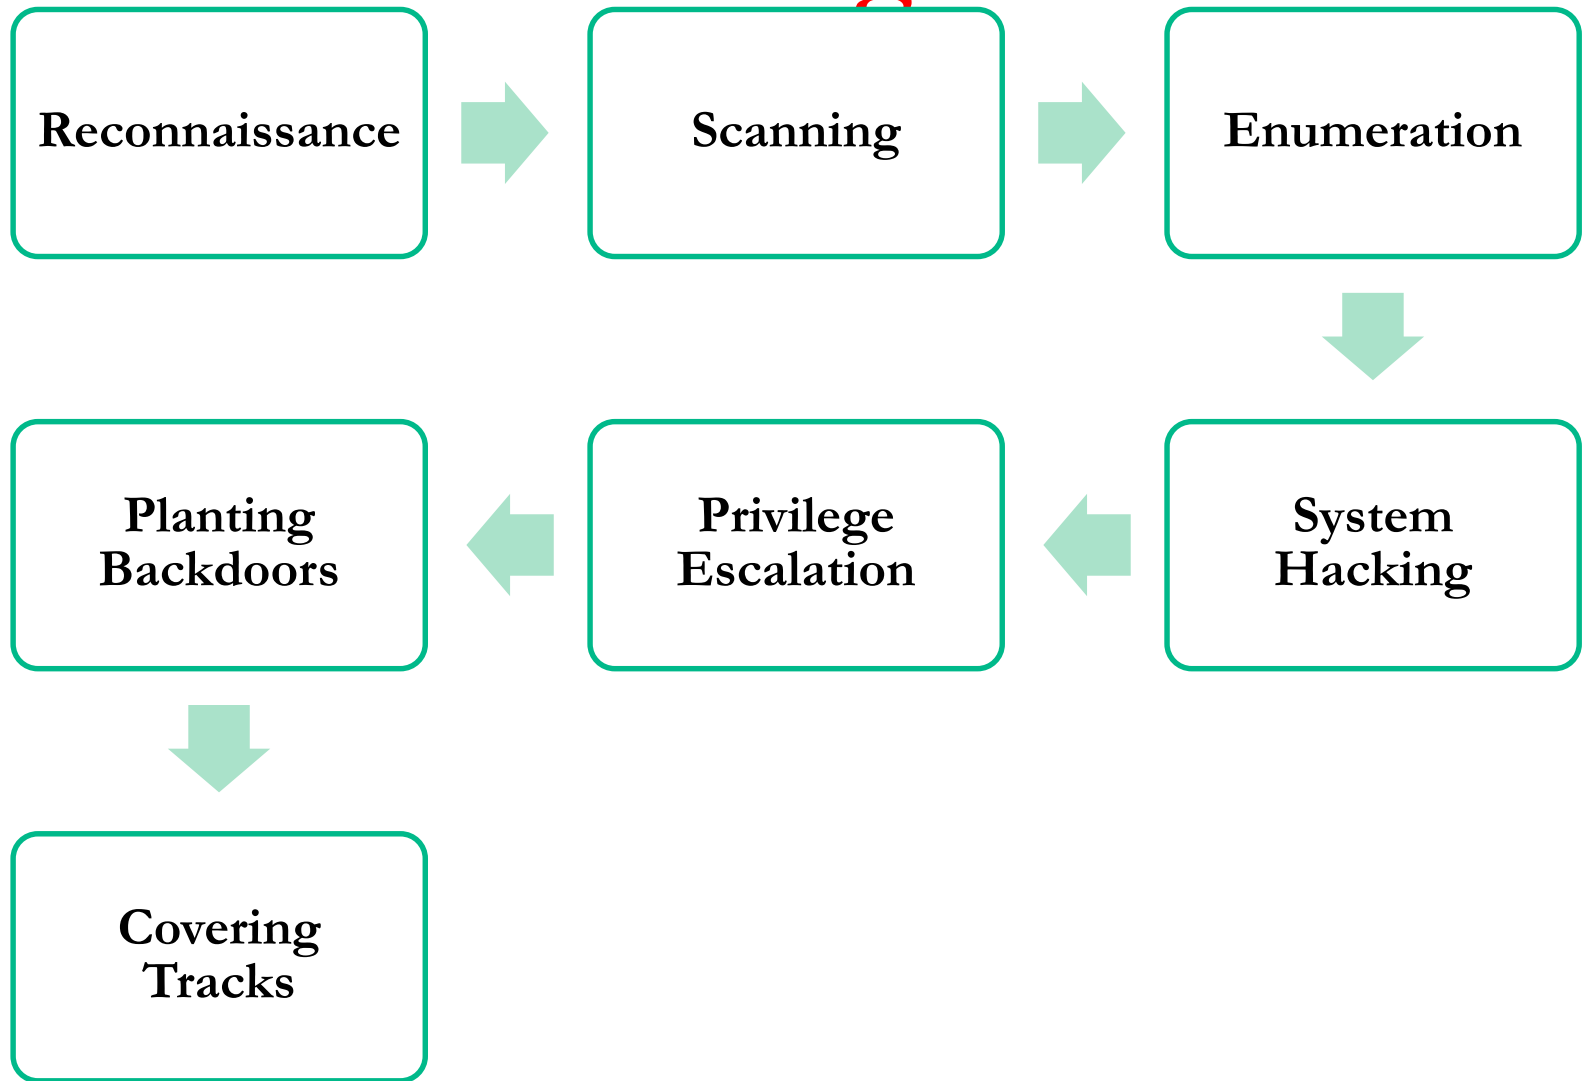 Reconnaissance
Scanning
Enumeration
System
Hacking
Privilege
Escalation
Planting
Backdoors
Covering
Tracks